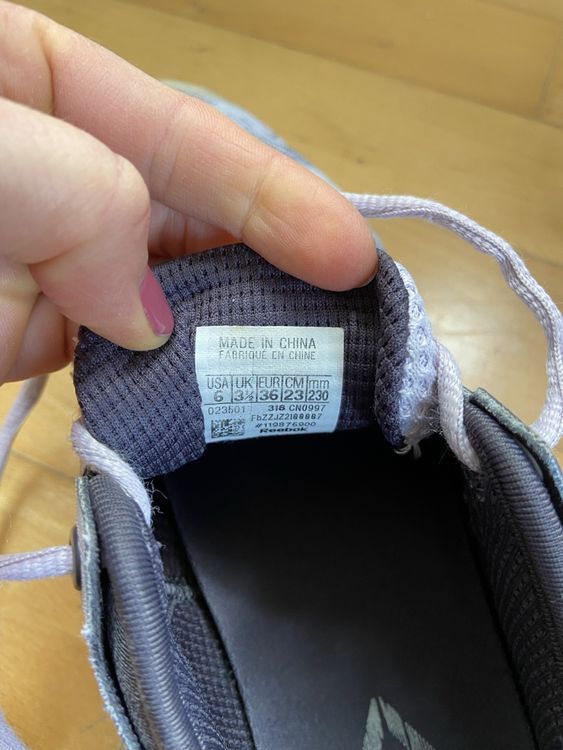 MADE IN CHINA
FABRIQUE EN CHINE
USA UK EUR CM mm
6 3½ 36 23 230
023501 318 CN0997
FbZZJZ2I00007
#119876900
Reebok